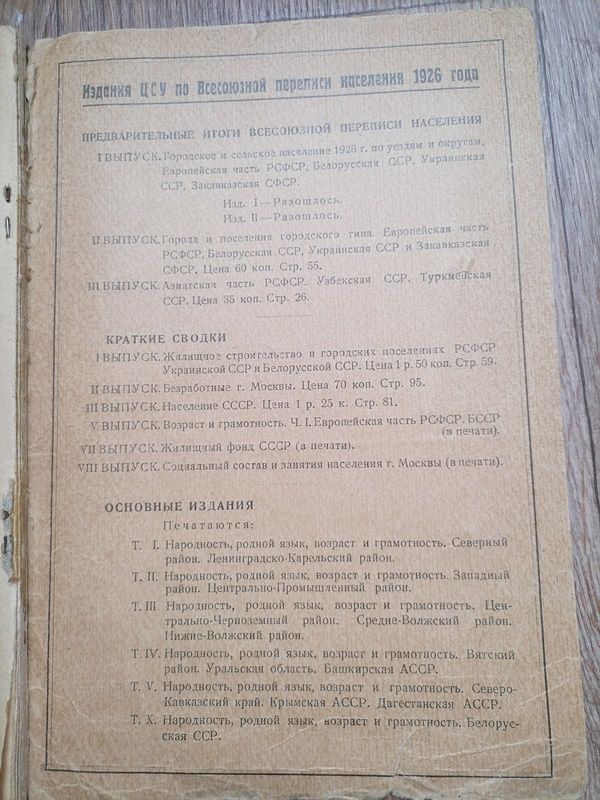 Издания ЦСУ по Всесоюзной переписи населения 1926 года
ПРЕДВАРИТЕЛЬНЫЕ ИТОГИ ВСЕСОЮЗНОЙ ПЕРЕПИСИ НАСЕЛЕНИЯ
I ВЫПУСК. Городское и сельское население 1926 г. по уездам и округам,
Европейская часть РСФСР, Белорусская ССР, Украинская
ССР, Закавказская СФСР.
Изд. I—Разошлось.
Изд. II—Разошлось.
II ВЫПУСК. Города и поселения городского типа. Европейская часть
РСФСР, Белорусская ССР, Украинская ССР и Закавказская
СФСР, Цена 60 коп. Стр. 55.
III ВЫПУСК. Азиатская часть РСФСР. Узбекская ССР. Туркменская
ССР. Цена 35 коп. Стр. 26.
КРАТКИЕ СВОДКИ
I ВЫПУСК. Жилищное строительство в городских поселениях РСФСР
Украинской ССР и Белорусской ССР. Цена 1 р. 50 коп. Стр. 59.
II ВЫПУСК. Безработные г. Москвы. Цена 70 коп. Стр. 95.
III ВЫПУСК. Население СССР. Цена 1 р. 25 к. Стр. 81.
V ВЫПУСК. Возраст и грамотность. Ч. I. Европейская часть РСФСР. БССР
(в печати).
VII ВЫПУСК. Жилищный фонд СССР (в печати).
VIII ВЫПУСК. Социальный состав и занятия населения г. Москвы (в печати).
ОСНОВНЫЕ ИЗДАНИЯ
Печатаются:
Т. I. Народность, родной язык, возраст и грамотность. Северный
район. Ленинградско-Карельский район.
Т. II. Народность, родной язык, возраст и грамотность. Западный
район. Центрально-Промышленный район.
Т. III. Народность, родной язык, возраст и грамотность, Цен-
трально-Черноземный район. Средне-Волжский район.
Нижне-Волжский район.
Т. IV. Народность, родной язык, возраст и грамотность. Вятский
район. Уральская область. Башкирская АССР.
Т. V. Народность, родной язык, возраст и грамотность. Северо-
Кавказский край. Крымская АССР. Дагестанская АССР.
Т. X. Народность, родной язык, возраст и грамотность. Белорус-
ская ССР.